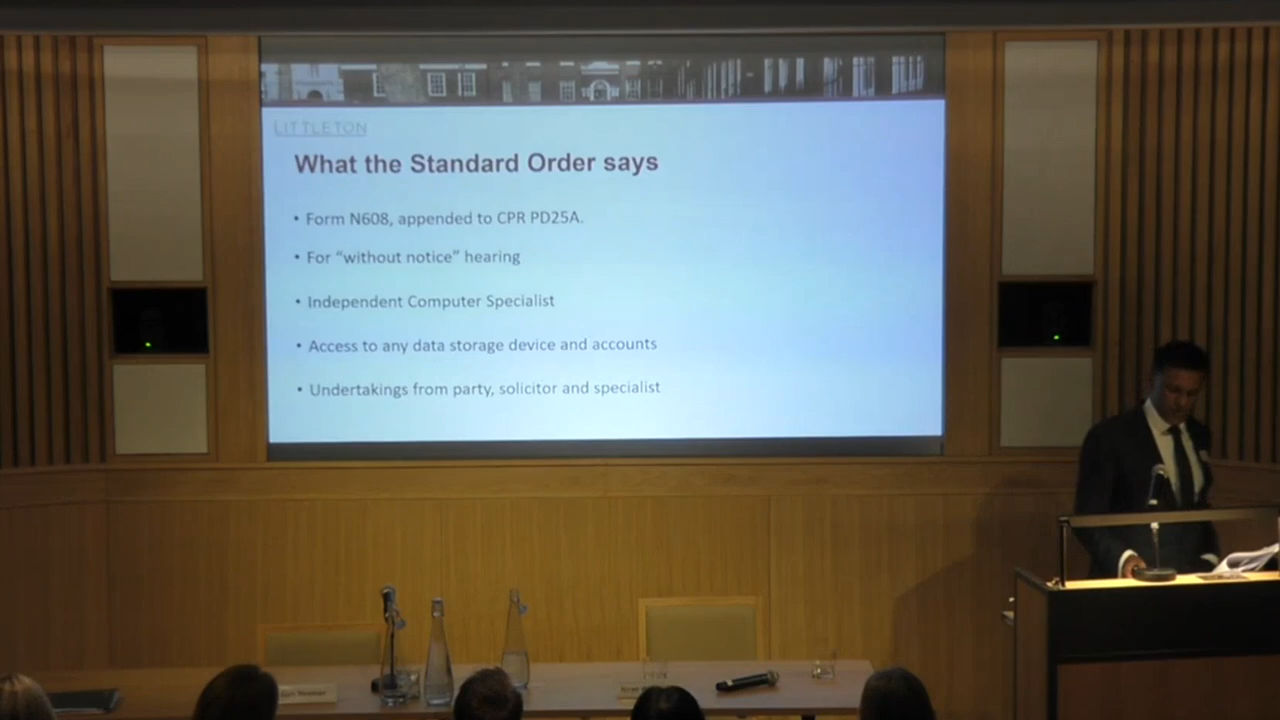 LITTLETON
What the Standard Order says
• Form N608, appended to CPR PD25A.
• For “without notice” hearing
• Independent Computer Specialist
• Access to any data storage device and accounts
• Undertakings from party, solicitor and specialist